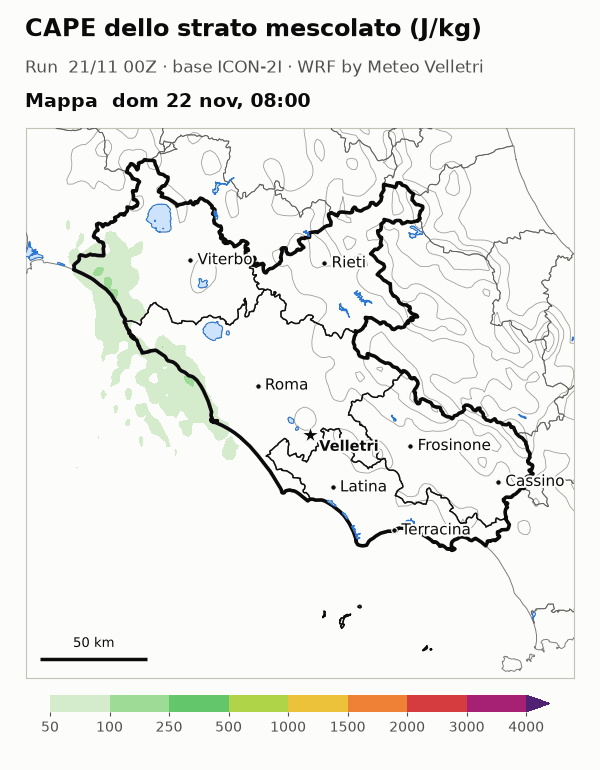 CAPE dello strato mescolato (J/kg)
Run 21/11 00Z · base ICON-2I · WRF by Meteo Velletri
Mappa dom 22 nov, 08:00
Viterbo
Rieti
Roma
Velletri
Frosinone
Cassino
Latina
Terracina
50 km
50 100 250 500 1000 1500 2000 3000 4000